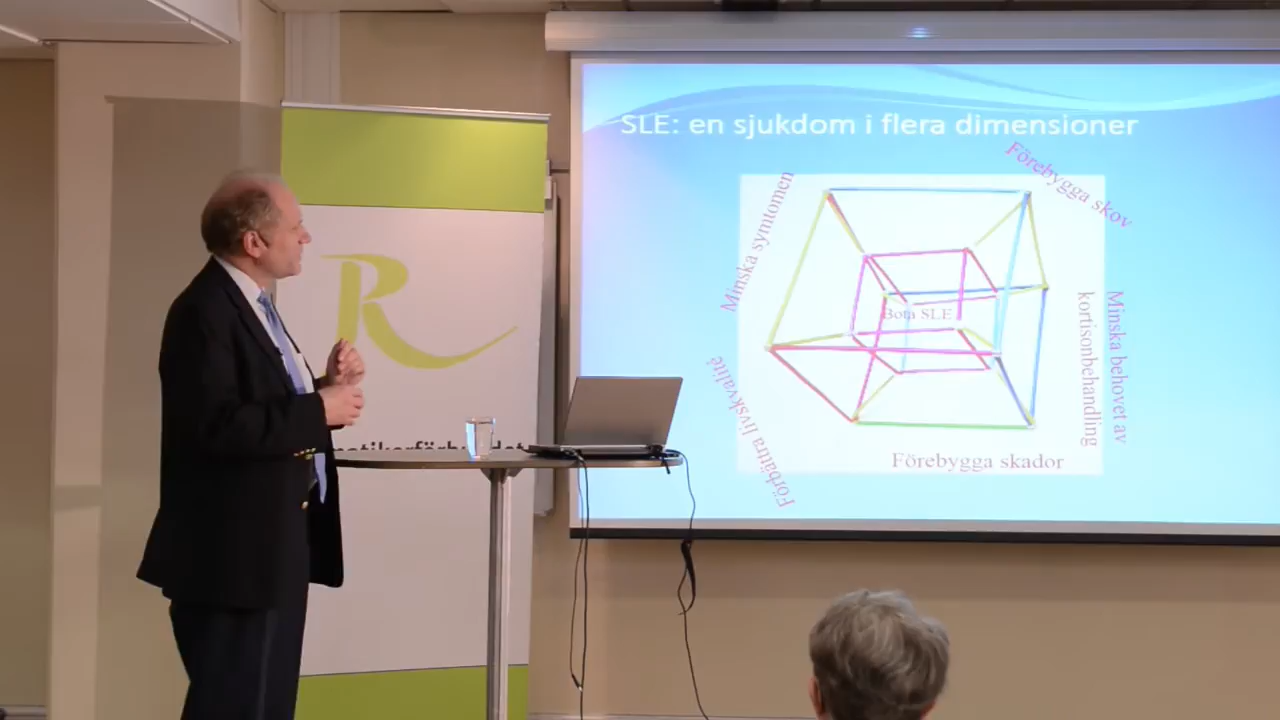 SLE: en sjukdom i flera dimensioner
Förebygga skov
Minska symtomen
Bota SLE
Minska behovet av
kortisonbehandling
Förbättra livskvalité
Förebygga skador
R